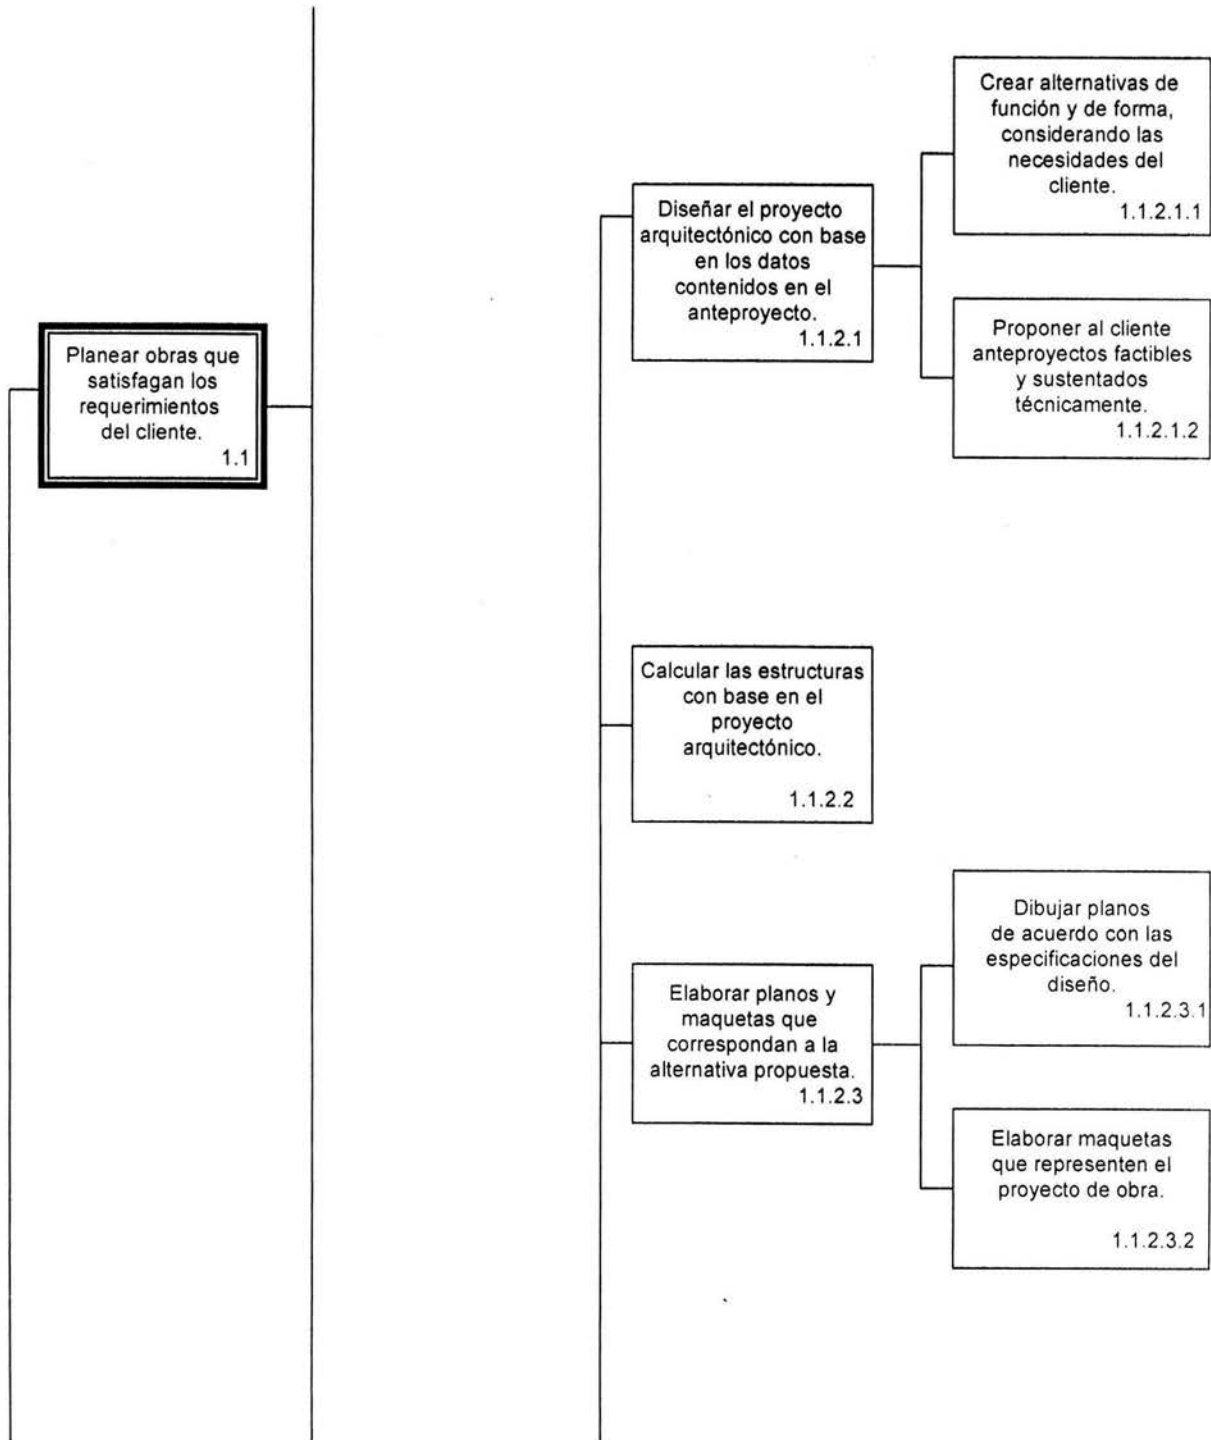 Planear obras que
satisfagan los
requerimientos
del cliente.
1.1
Diseñar el proyecto
arquitectónico con base
en los datos
contenidos en el
anteproyecto.
1.1.2.1
Crear alternativas de
función y de forma,
considerando las
necesidades del
cliente.
1.1.2.1.1
Proponer al cliente
anteproyectos factibles
y sustentados
técnicamente.
1.1.2.1.2
Calcular las estructuras
con base en el
proyecto
arquitectónico.
1.1.2.2
Elaborar planos y
maquetas que
correspondan a la
alternativa propuesta.
1.1.2.3
Dibujar planos
de acuerdo con las
especificaciones del
diseño.
1.1.2.3.1
Elaborar maquetas
que representen el
proyecto de obra.
1.1.2.3.2